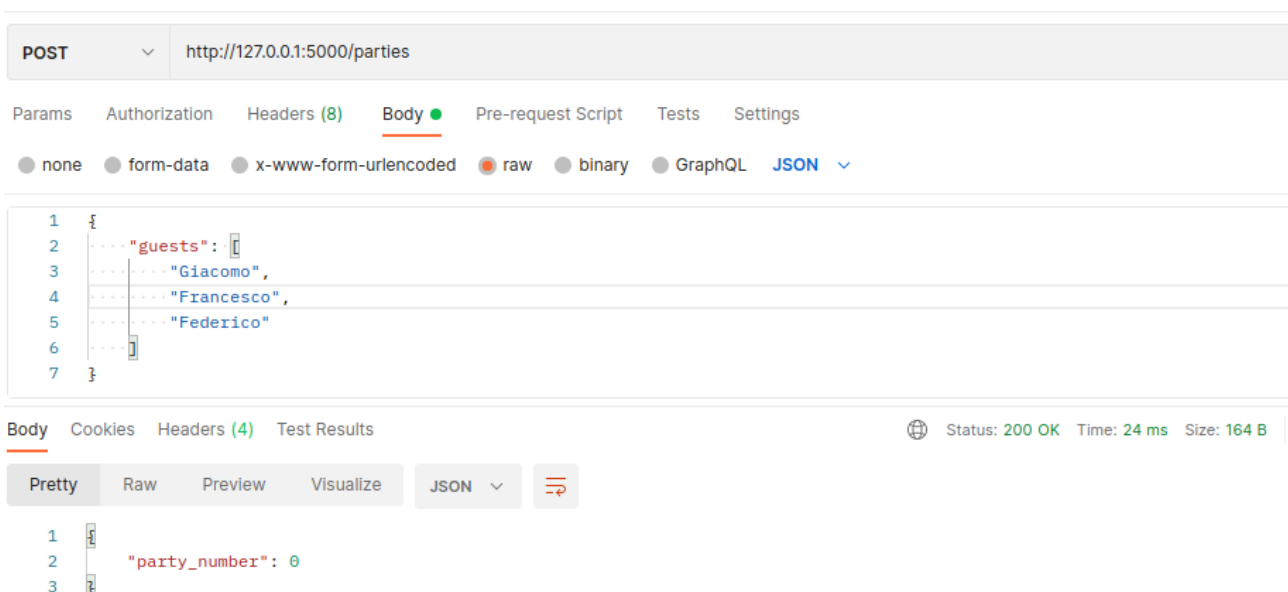 POST http://127.0.0.1:5000/parties
Params Authorization Headers (8) Body Pre-request Script Tests Settings
none form-data x-www-form-urlencoded raw binary GraphQL JSON
1 {
2 "guests": [
3 "Giacomo",
4 "Francesco",
5 "Federico"
6 ]
7 }
Body Cookies Headers (4) Test Results Status: 200 OK Time: 24 ms Size: 164 B
Pretty Raw Preview Visualize JSON
1 {
2 "party_number": 0
3 }